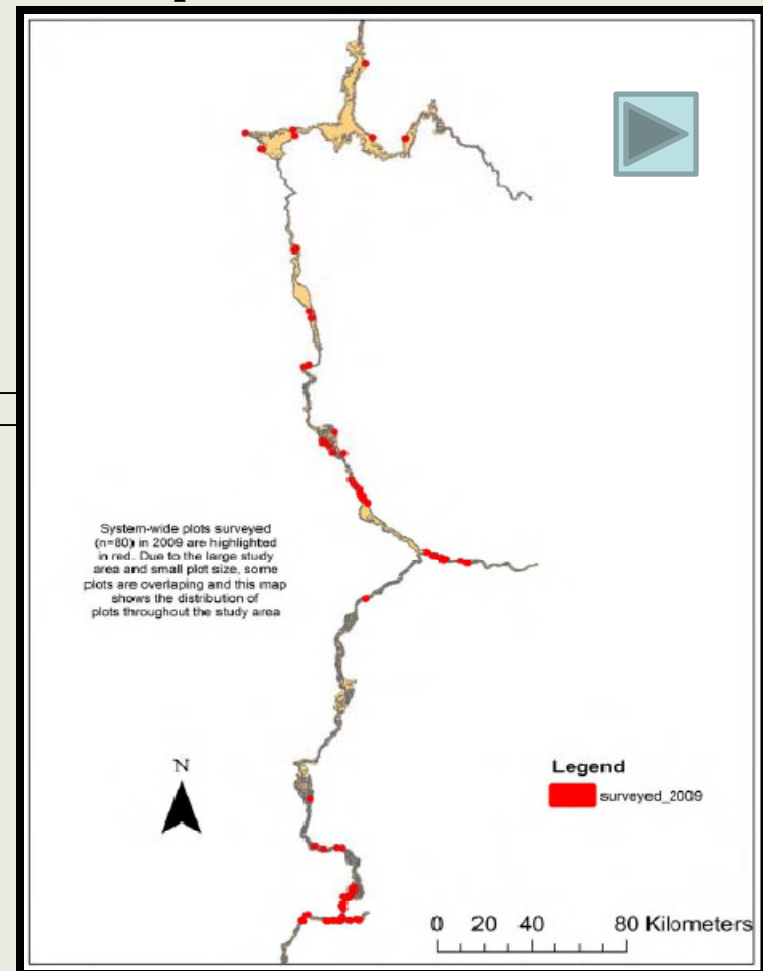 System-wide plots surveyed
(n=80) in 2009 are highlighted
in red. Due to the large study
area and small plot size, some
plots are overlaping and this map
shows the distribution of
plots throughout the study area
N
Legend
surveyed_2009
0 20 40 80 Kilometers